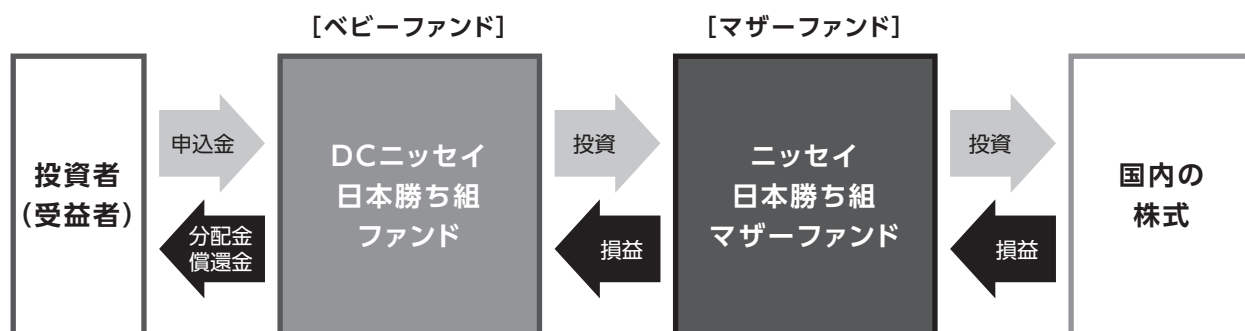 ［ベビーファンド］
［マザーファンド］
投資者
（受益者）
申込金
分配金
償還金
DCニッセイ
日本勝ち組
ファンド
投資
損益
ニッセイ
日本勝ち組
マザーファンド
投資
損益
国内の
株式